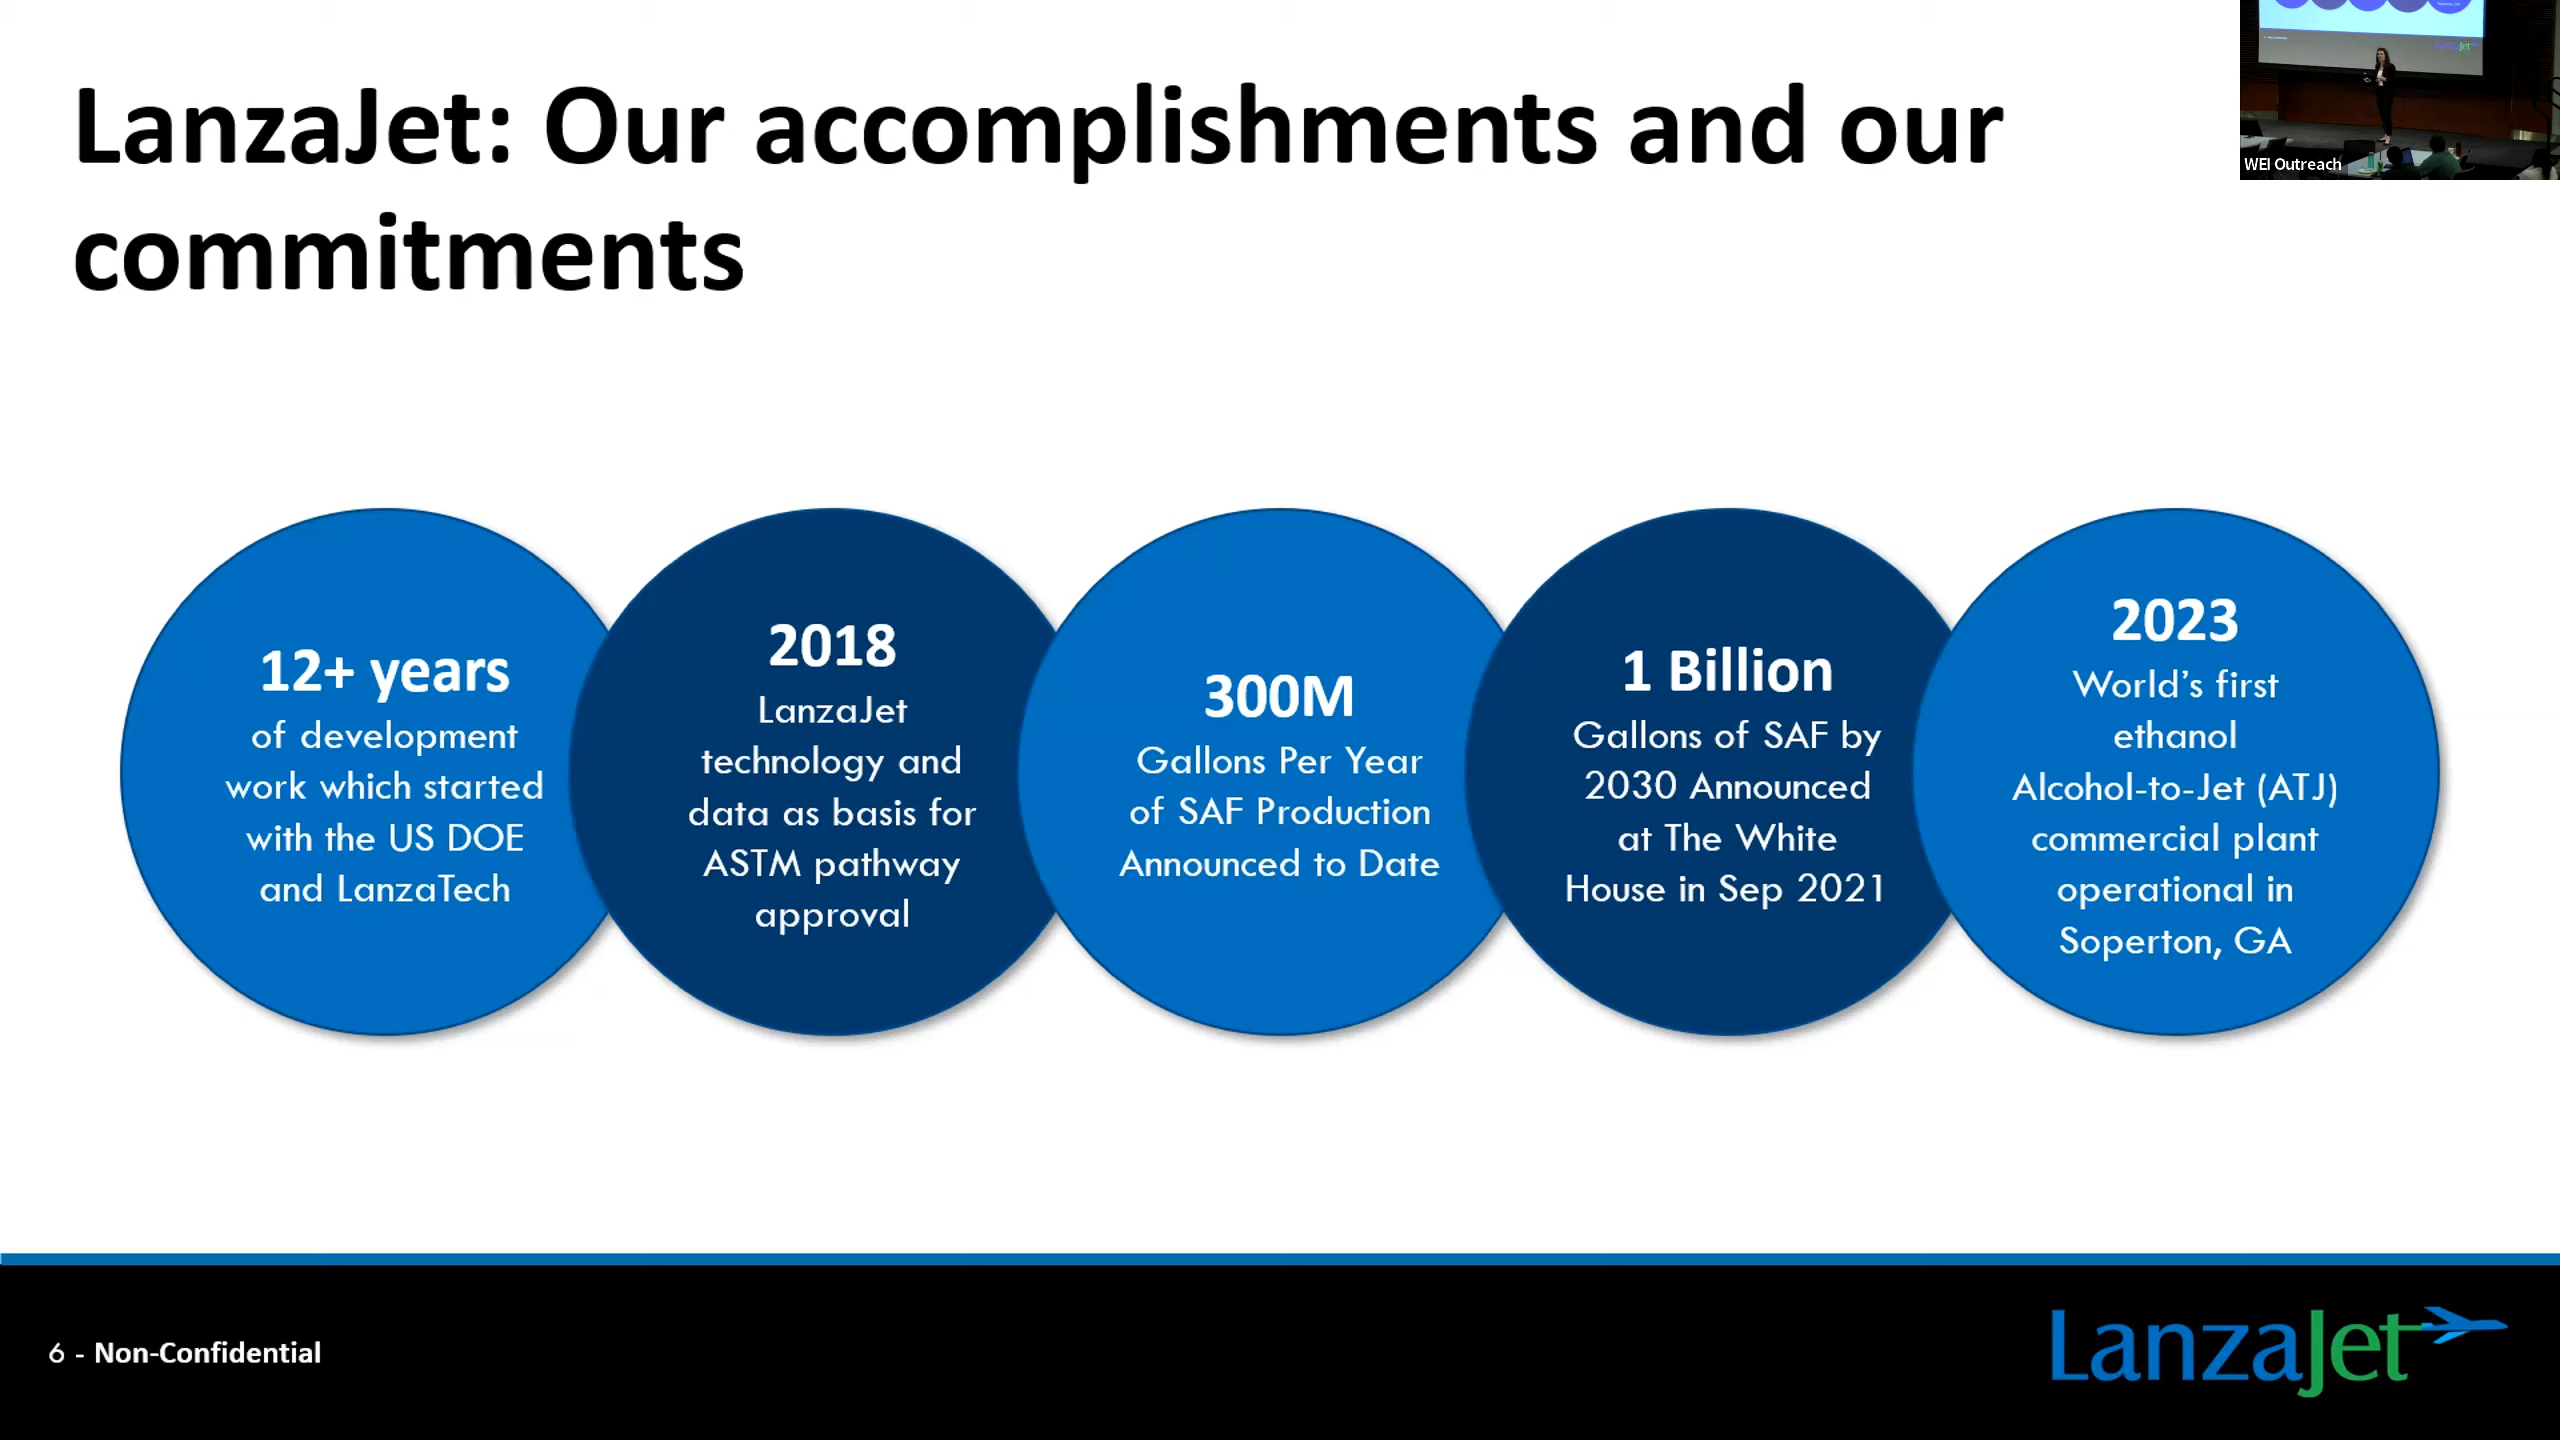 LanzaJet: Our accomplishments and our
commitments
WEI Outreach
12+ years
of development
work which started
with the US DOE
and LanzaTech
2018
LanzaJet
technology and
data as basis for
ASTM pathway
approval
300M
Gallons Per Year
of SAF Production
Announced to Date
1 Billion
Gallons of SAF by
2030 Announced
at The White
House in Sep 2021
2023
World’s first
ethanol
Alcohol-to-Jet (ATJ)
commercial plant
operational in
Soperton, GA
6 - Non-Confidential
LanzaJet